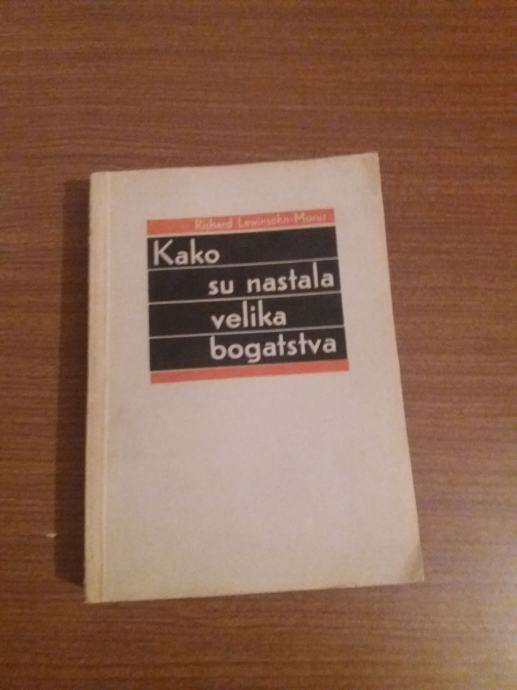 Richard Lewinsohn-Morus
Kako
su nastala
velika
bogatstva